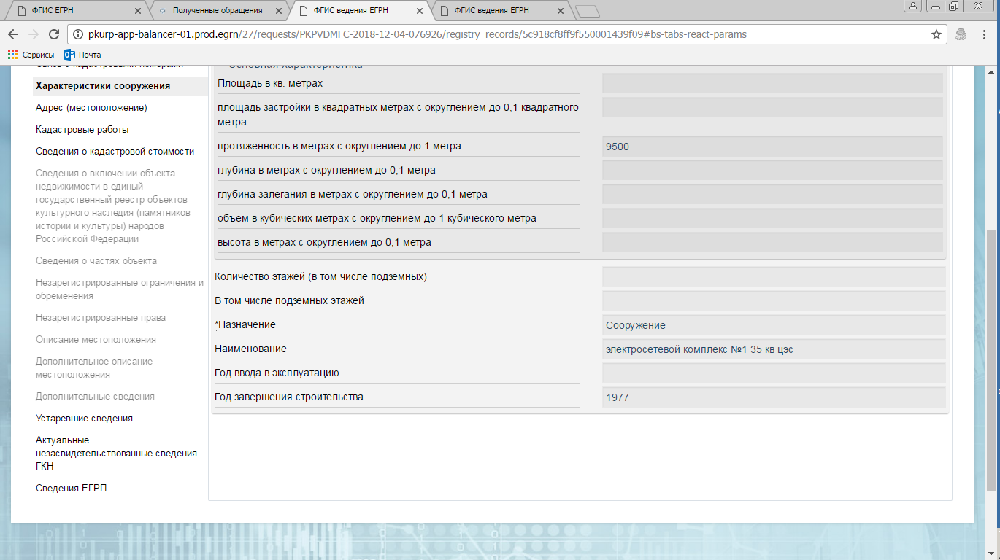 ФГИС ЕГРН
Полученные обращения
ФГИС ведения ЕГРН
ФГИС ведения ЕГРН
pkurp-app-balancer-01.prod.egrn/27/requests/PKPVDMFC-2018-12-04-076926/registry_records/5c918cf8ff9f550001439f09#bs-tabs-react-params
Сервисы
Почта
Связь с кадастровыми номерами
Характеристики сооружения
Адрес (местоположение)
Кадастровые работы
Сведения о кадастровой стоимости
Сведения о включении объекта
недвижимости в единый
государственный реестр объектов
культурного наследия (памятников
истории и культуры) народов
Российской Федерации
Сведения о частях объекта
Незарегистрированные ограничения и
обременения
Незарегистрированные права
Описание местоположения
Дополнительное описание
местоположения
Дополнительные сведения
Устаревшие сведения
Актуальные
незасвидетельствованные сведения
ГКН
Сведения ЕГРП
Основная характеристика
Площадь в кв. метрах
площадь застройки в квадратных метрах с округлением до 0,1 квадратного
метра
протяженность в метрах с округлением до 1 метра
9500
глубина в метрах с округлением до 0,1 метра
глубина залегания в метрах с округлением до 0,1 метра
объем в кубических метрах с округлением до 1 кубического метра
высота в метрах с округлением до 0,1 метра
Количество этажей (в том числе подземных)
В том числе подземных этажей
*Назначение
Сооружение
Наименование
электросетевой комплекс №1 35 кв цэс
Год ввода в эксплуатацию
Год завершения строительства
1977